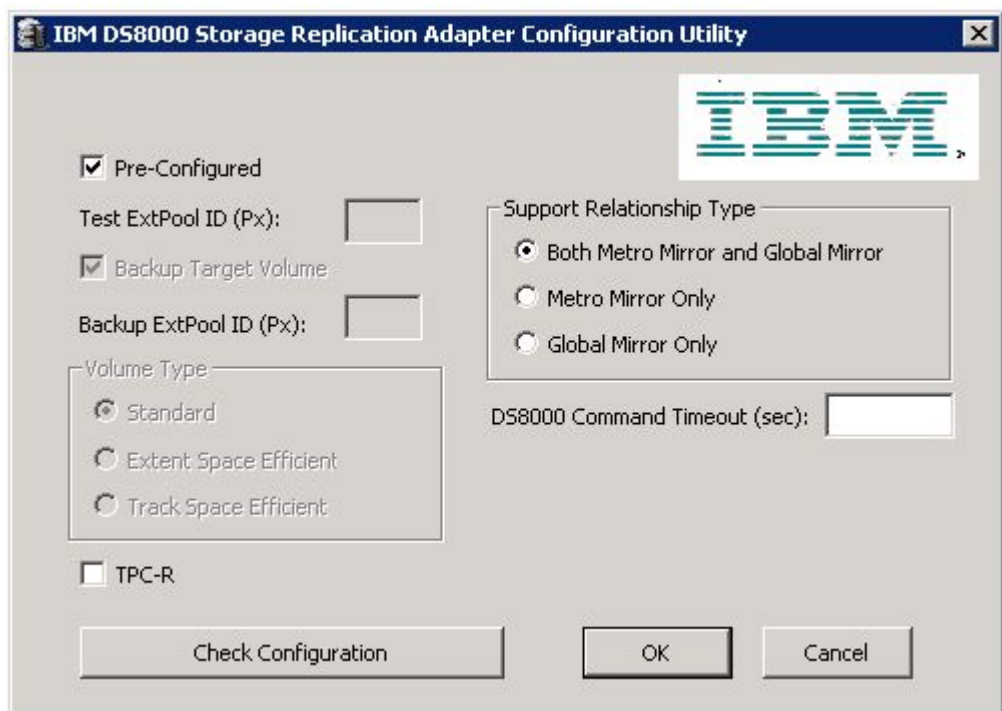 IBM DS8000 Storage Replication Adapter Configuration Utility
IBM
Pre-Configured
Test ExtPool ID (Px):
Backup Target Volume
Backup ExtPool ID (Px):
Volume Type
Standard
Extent Space Efficient
Track Space Efficient
TPC-R
Support Relationship Type
Both Metro Mirror and Global Mirror
Metro Mirror Only
Global Mirror Only
DS8000 Command Timeout (sec):
Check Configuration
OK
Cancel